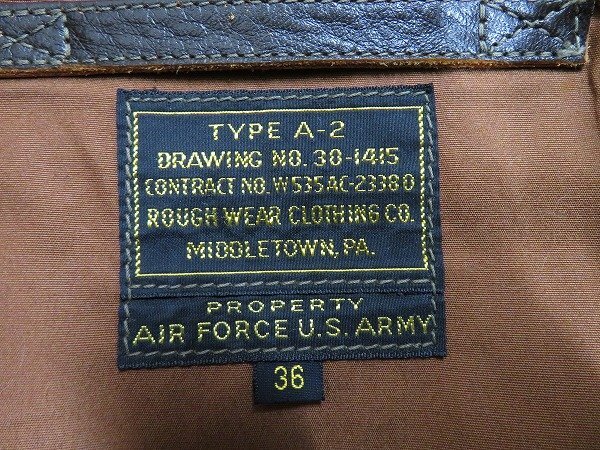 TYPE A-2
DRAWING NO. 30-1415
CONTRACT NO. W535AC-23380
ROUGH WEAR CLOTHING CO.
MIDDLETOWN, PA.
PROPERTY
AIR FORCE U.S. ARMY
36